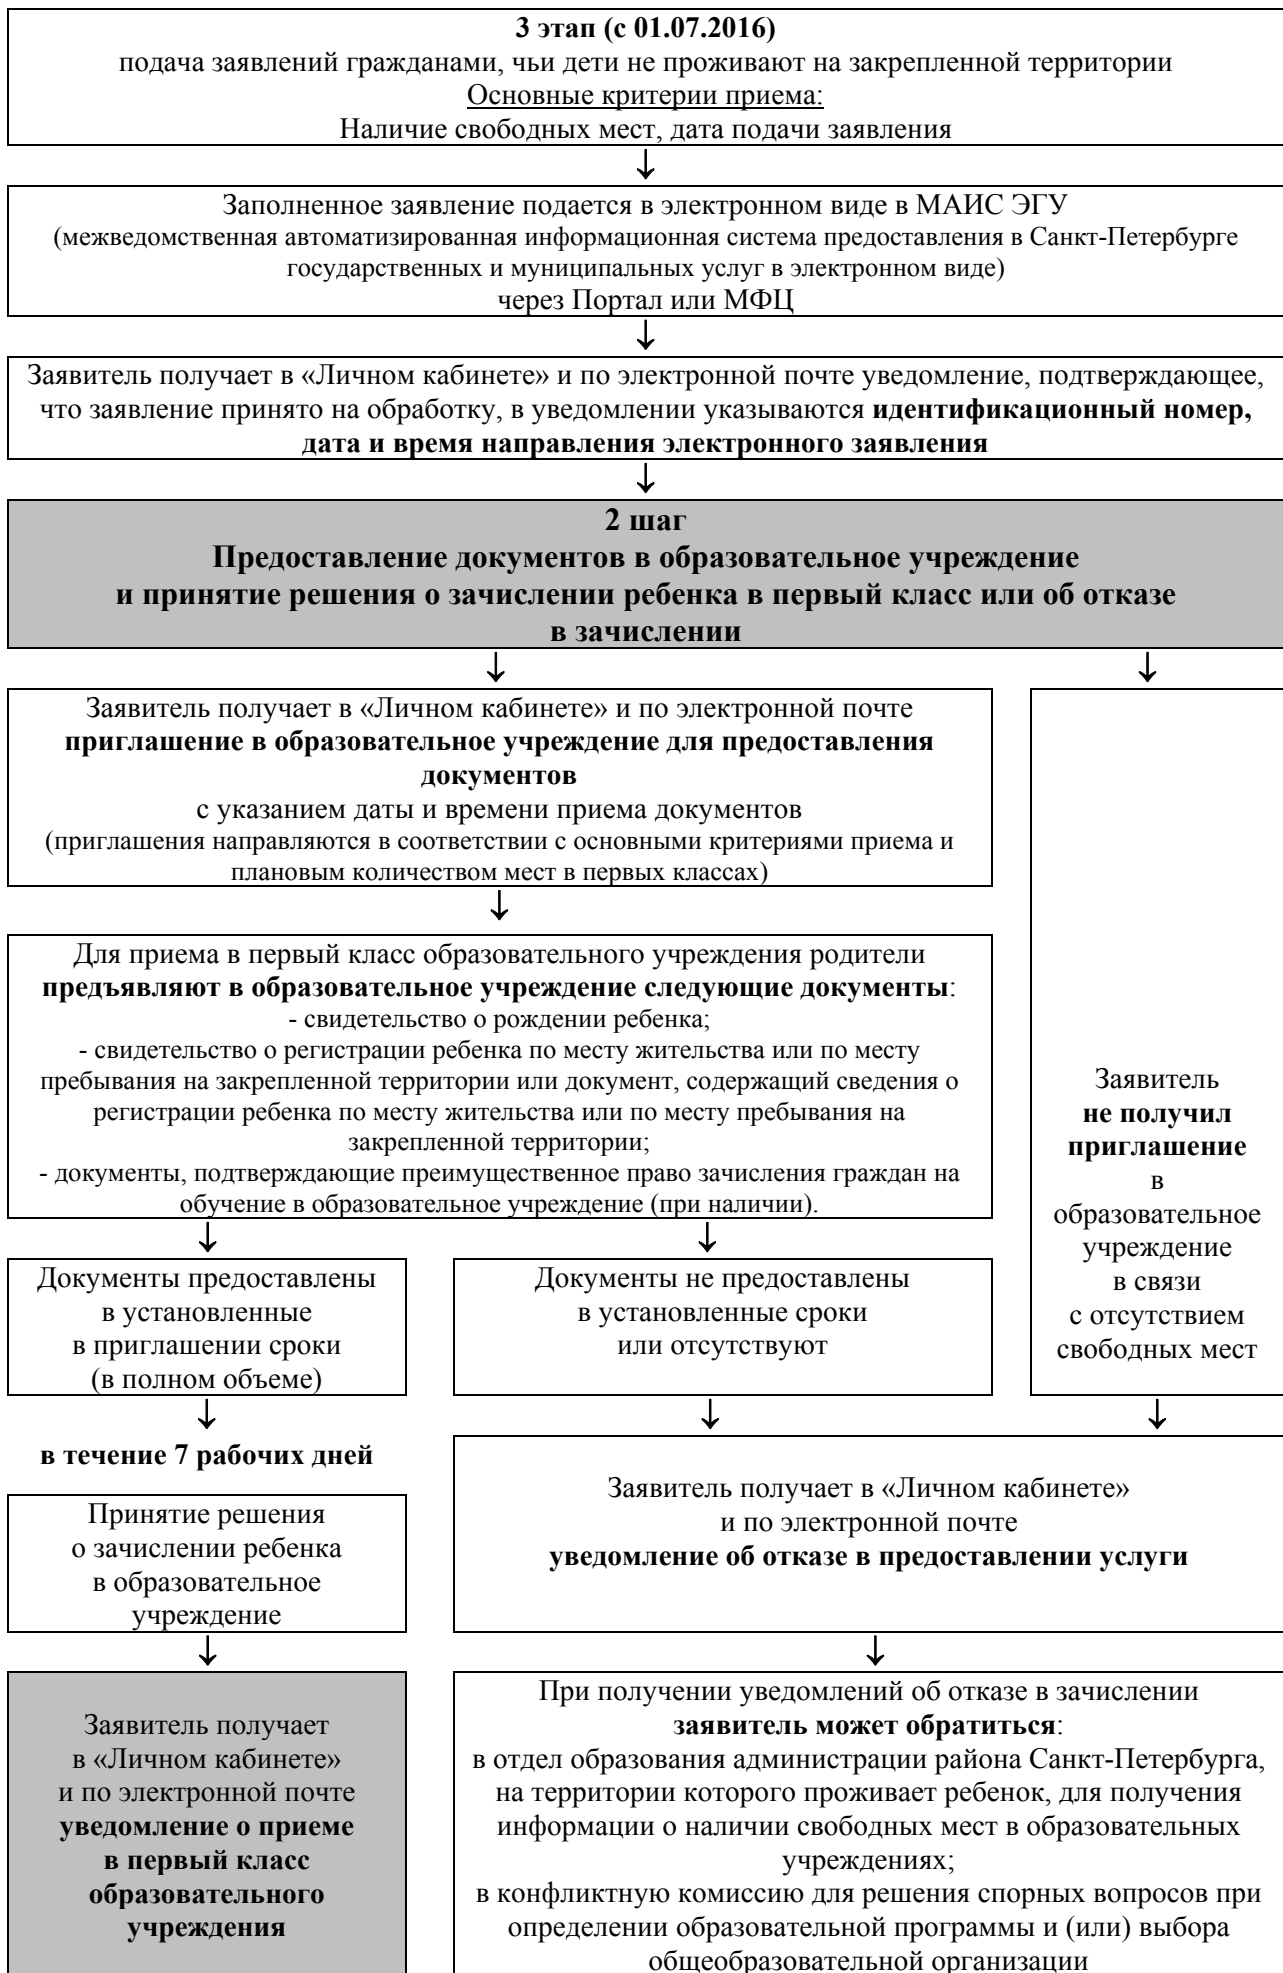 3 этап (с 01.07.2016)
подача заявлений гражданами, чьи дети не проживают на закрепленной территории
Основные критерии приема:
Наличие свободных мест, дата подачи заявления
↓
Заполненное заявление подается в электронном виде в МАИС ЭГУ
(межведомственная автоматизированная информационная система предоставления в Санкт-Петербурге
государственных и муниципальных услуг в электронном виде)
через Портал или МФЦ
↓
Заявитель получает в «Личном кабинете» и по электронной почте уведомление, подтверждающее,
что заявление принято на обработку, в уведомлении указываются идентификационный номер,
дата и время направления электронного заявления
↓
2 шаг
Предоставление документов в образовательное учреждение
и принятие решения о зачислении ребенка в первый класс или об отказе
в зачислении
↓
↓
Заявитель получает в «Личном кабинете» и по электронной почте
приглашение в образовательное учреждение для предоставления
документов
с указанием даты и времени приема документов
(приглашения направляются в соответствии с основными критериями приема и
плановым количеством мест в первых классах)
↓
Для приема в первый класс образовательного учреждения родители
предъявляют в образовательное учреждение следующие документы:
- свидетельство о рождении ребенка;
- свидетельство о регистрации ребенка по месту жительства или по месту
пребывания на закрепленной территории или документ, содержащий сведения о
регистрации ребенка по месту жительства или по месту пребывания на
закрепленной территории;
- документы, подтверждающие преимущественное право зачисления граждан на
обучение в образовательное учреждение (при наличии).
Заявитель
не получил
приглашение
в
образовательное
учреждение
в связи
с отсутствием
свободных мест
↓
↓
Документы предоставлены
в установленные
в приглашении сроки
(в полном объеме)
Документы не предоставлены
в установленные сроки
или отсутствуют
↓
↓
↓
в течение 7 рабочих дней
Принятие решения
о зачислении ребенка
в образовательное
учреждение
Заявитель получает в «Личном кабинете»
и по электронной почте
уведомление об отказе в предоставлении услуги
↓
↓
Заявитель получает
в «Личном кабинете»
и по электронной почте
уведомление о приеме
в первый класс
образовательного
учреждения
При получении уведомлений об отказе в зачислении
заявитель может обратиться:
в отдел образования администрации района Санкт-Петербурга,
на территории которого проживает ребенок, для получения
информации о наличии свободных мест в образовательных
учреждениях;
в конфликтную комиссию для решения спорных вопросов при
определении образовательной программы и (или) выбора
общеобразовательной организации